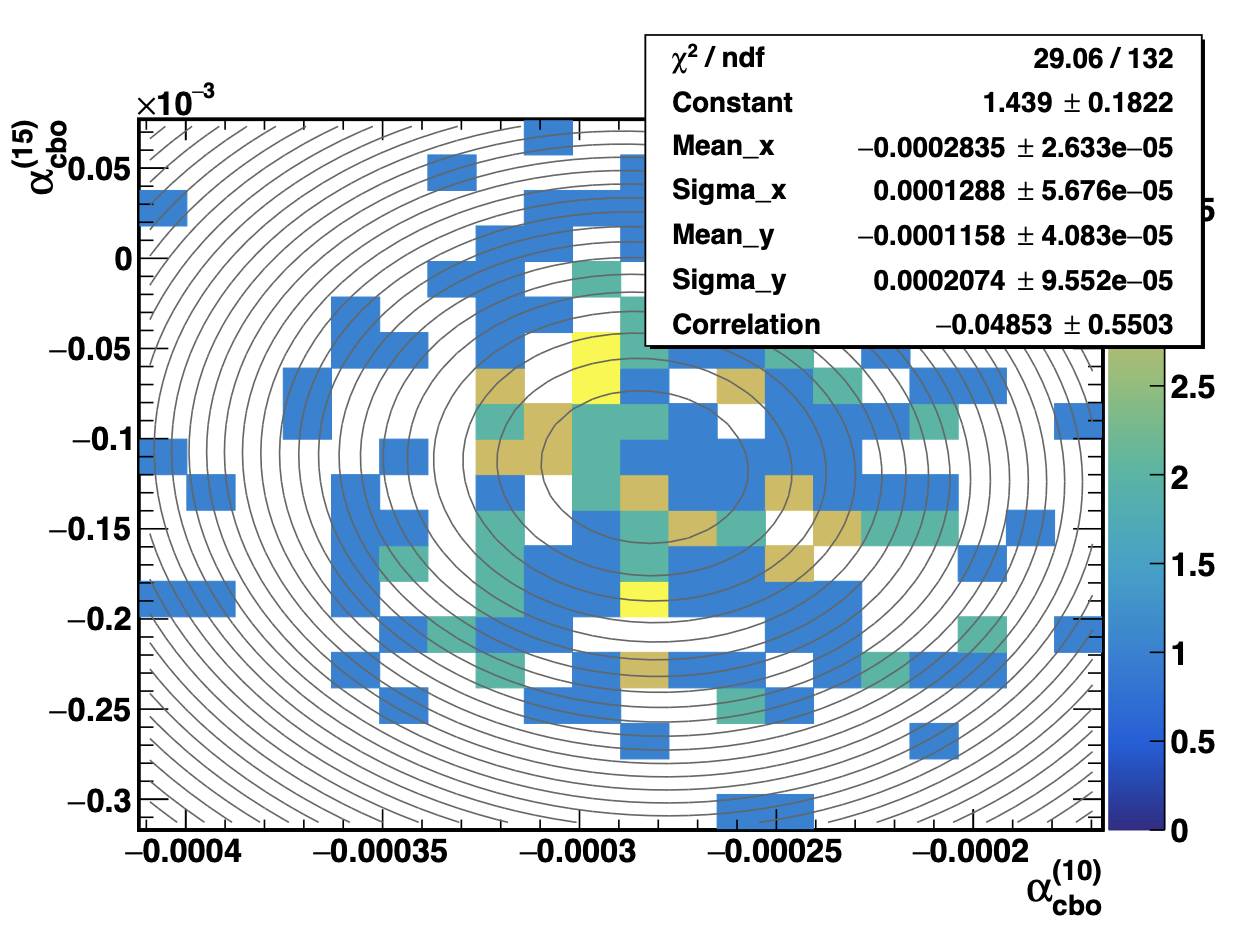 ×10⁻³
α_cbo^(15)
χ² / ndf 29.06 / 132
Constant 1.439 ± 0.1822
Mean_x −0.0002835 ± 2.633e−05
Sigma_x 0.0001288 ± 5.676e−05
Mean_y −0.0001158 ± 4.083e−05
Sigma_y 0.0002074 ± 9.552e−05
Correlation −0.04853 ± 0.5503
0.05
0
−0.05
−0.1
−0.15
−0.2
−0.25
−0.3
5
2.5
2
1.5
1
0.5
0
−0.0004 −0.00035 −0.0003 −0.00025 −0.0002
α_cbo^(10)